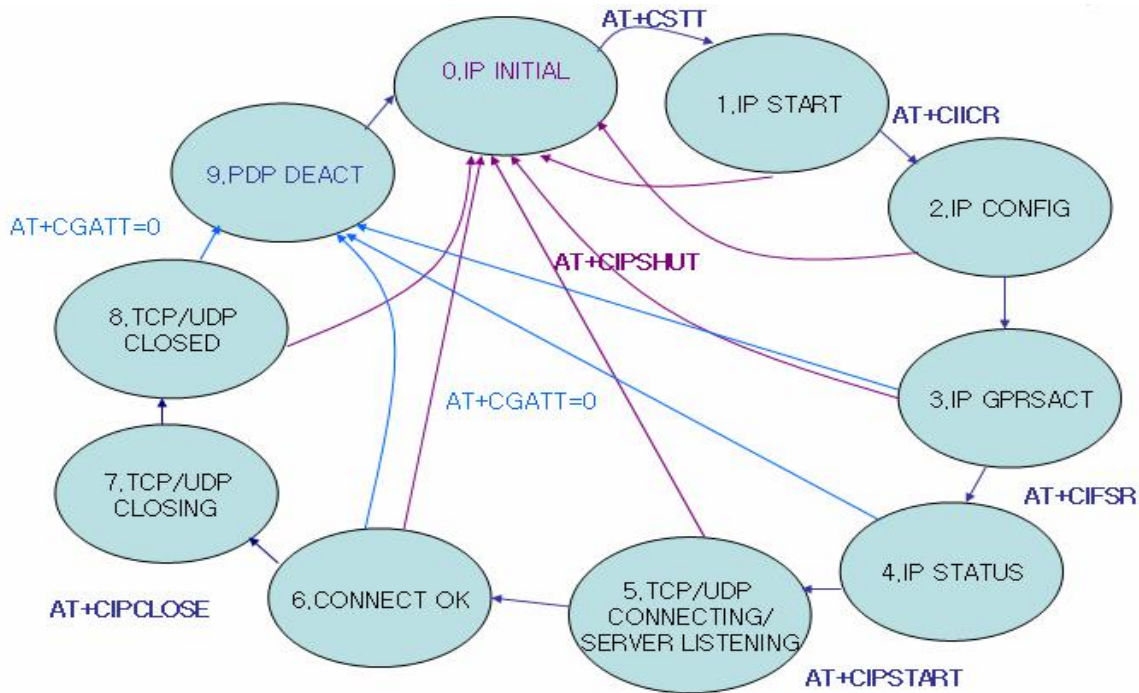 AT+CSTT
0,IP INITIAL
1,IP START
AT+CIICR
9,PDP DEACT
2,IP CONFIG
AT+CGATT=0
AT+CIPSHUT
8,TCP/UDP
CLOSED
3,IP GPRSACT
AT+CGATT=0
7,TCP/UDP
CLOSING
AT+CIFSR
4,IP STATUS
5,TCP/UDP
CONNECTING/
SERVER LISTENING
6,CONNECT OK
AT+CIPCLOSE
AT+CIPSTART